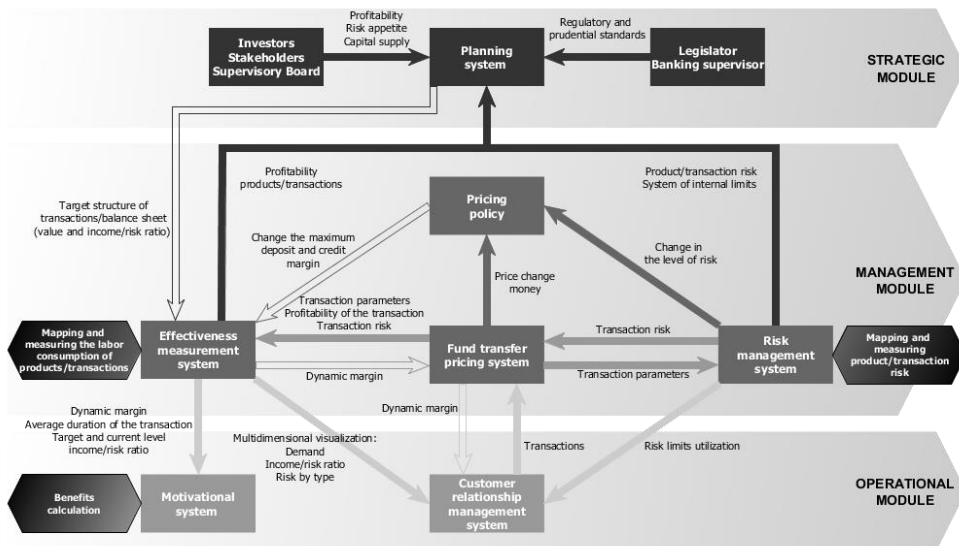 Profitability
Risk appetite
Capital supply
Regulatory and
prudential standards
Investors
Stakeholders
Supervisory Board
Planning
system
Legislator
Banking supervisor
STRATEGIC
MODULE
Profitability
products/transactions
Product/transaction risk
System of internal limits
Target structure of
transactions/balance sheet
(value and income/risk ratio)
Pricing
policy
Change the maximum
deposit and credit
margin
Change in
the level of risk
Price change
money
MANAGEMENT
MODULE
Transaction parameters
Profitability of the transaction
Transaction risk
Transaction risk
Mapping and
measuring the labor
consumption of
products/transactions
Effectiveness
measurement
system
Fund transfer
pricing system
Risk
management
system
Mapping and
measuring
product/transaction
risk
Dynamic margin
Transaction parameters
Dynamic margin
Dynamic margin
Average duration of the transaction
Target and current level
income/risk ratio
Multidimensional visualization:
Demand
Income/risk ratio
Risk by type
Transactions
Risk limits utilization
Benefits
calculation
Motivational
system
Customer
relationship
management
system
OPERATIONAL
MODULE